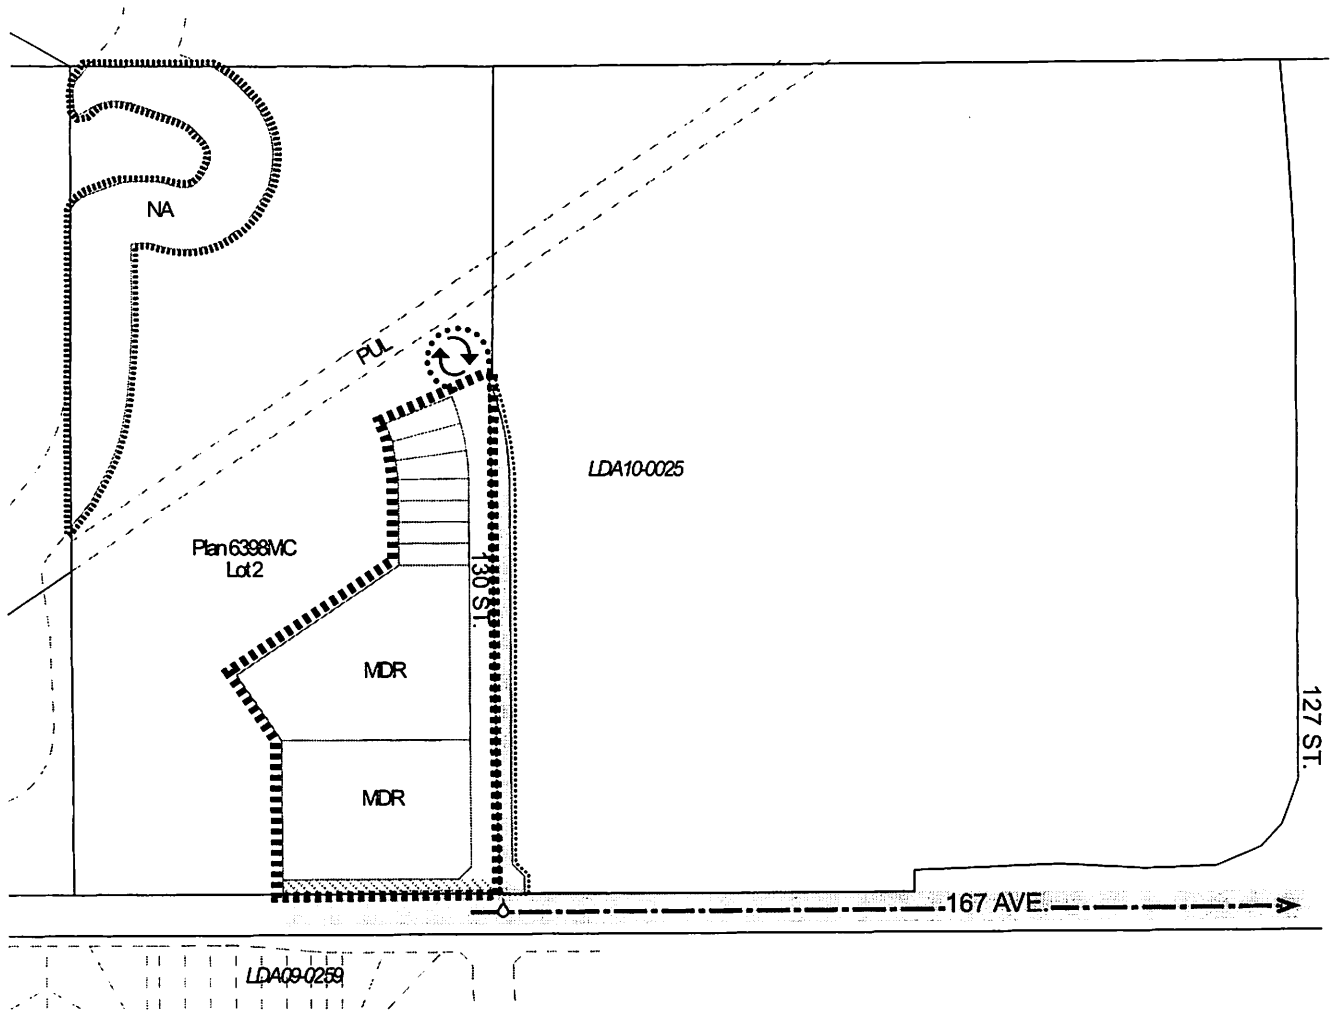 NA
PUL
LDA10-0025
Plan 6398MC
Lot 2
130 ST.
MDR
127 ST.
MDR
167 AVE.
LDA09-0259